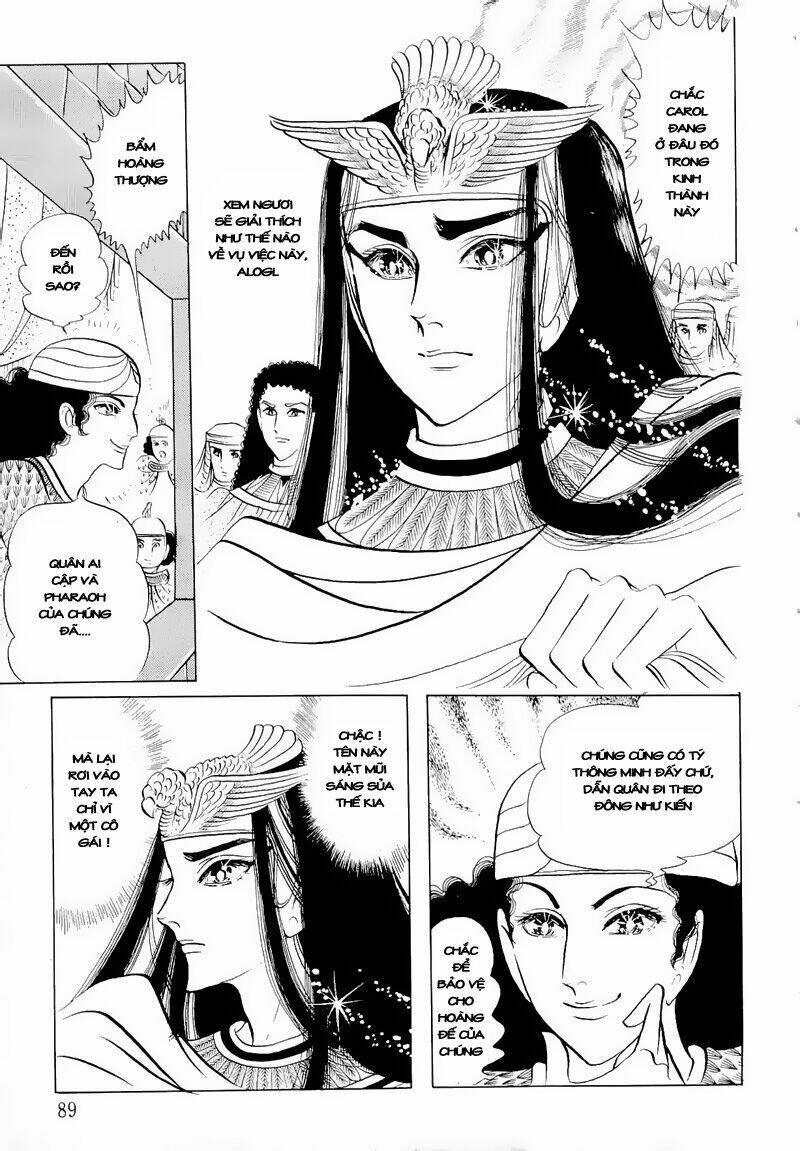 CHẮC
CAROL
ĐANG
Ở ĐÂU ĐÓ
TRONG
KINH
THÀNH
NÀY
XEM NGƯƠI
SẼ GIẢI THÍCH
NHƯ THẾ NÀO
VỀ VỤ VIỆC NÀY,
ALOGL
BẨM
HOÀNG
THƯỢNG
ĐẾN
RỒI
SAO?
QUÂN AI
CẬP VÀ
PHARAOH
CỦA CHÚNG
ĐÃ....
CHÚNG CŨNG CÓ TÝ
THÔNG MINH ĐẤY CHỨ,
DẪN QUÂN ĐI THEO
ĐÔNG NHƯ KIẾN
CHẮC
ĐỂ
BẢO VỆ
CHO
HOÀNG
ĐẾ CỦA
CHÚNG
CHẬC !
TÊN NÀY
MẶT MŨI
SÁNG SỦA
THẾ KIA
MÀ LẠI
RƠI VÀO
TAY TA
CHỈ VÌ
MỘT CÔ
GÁI !
89